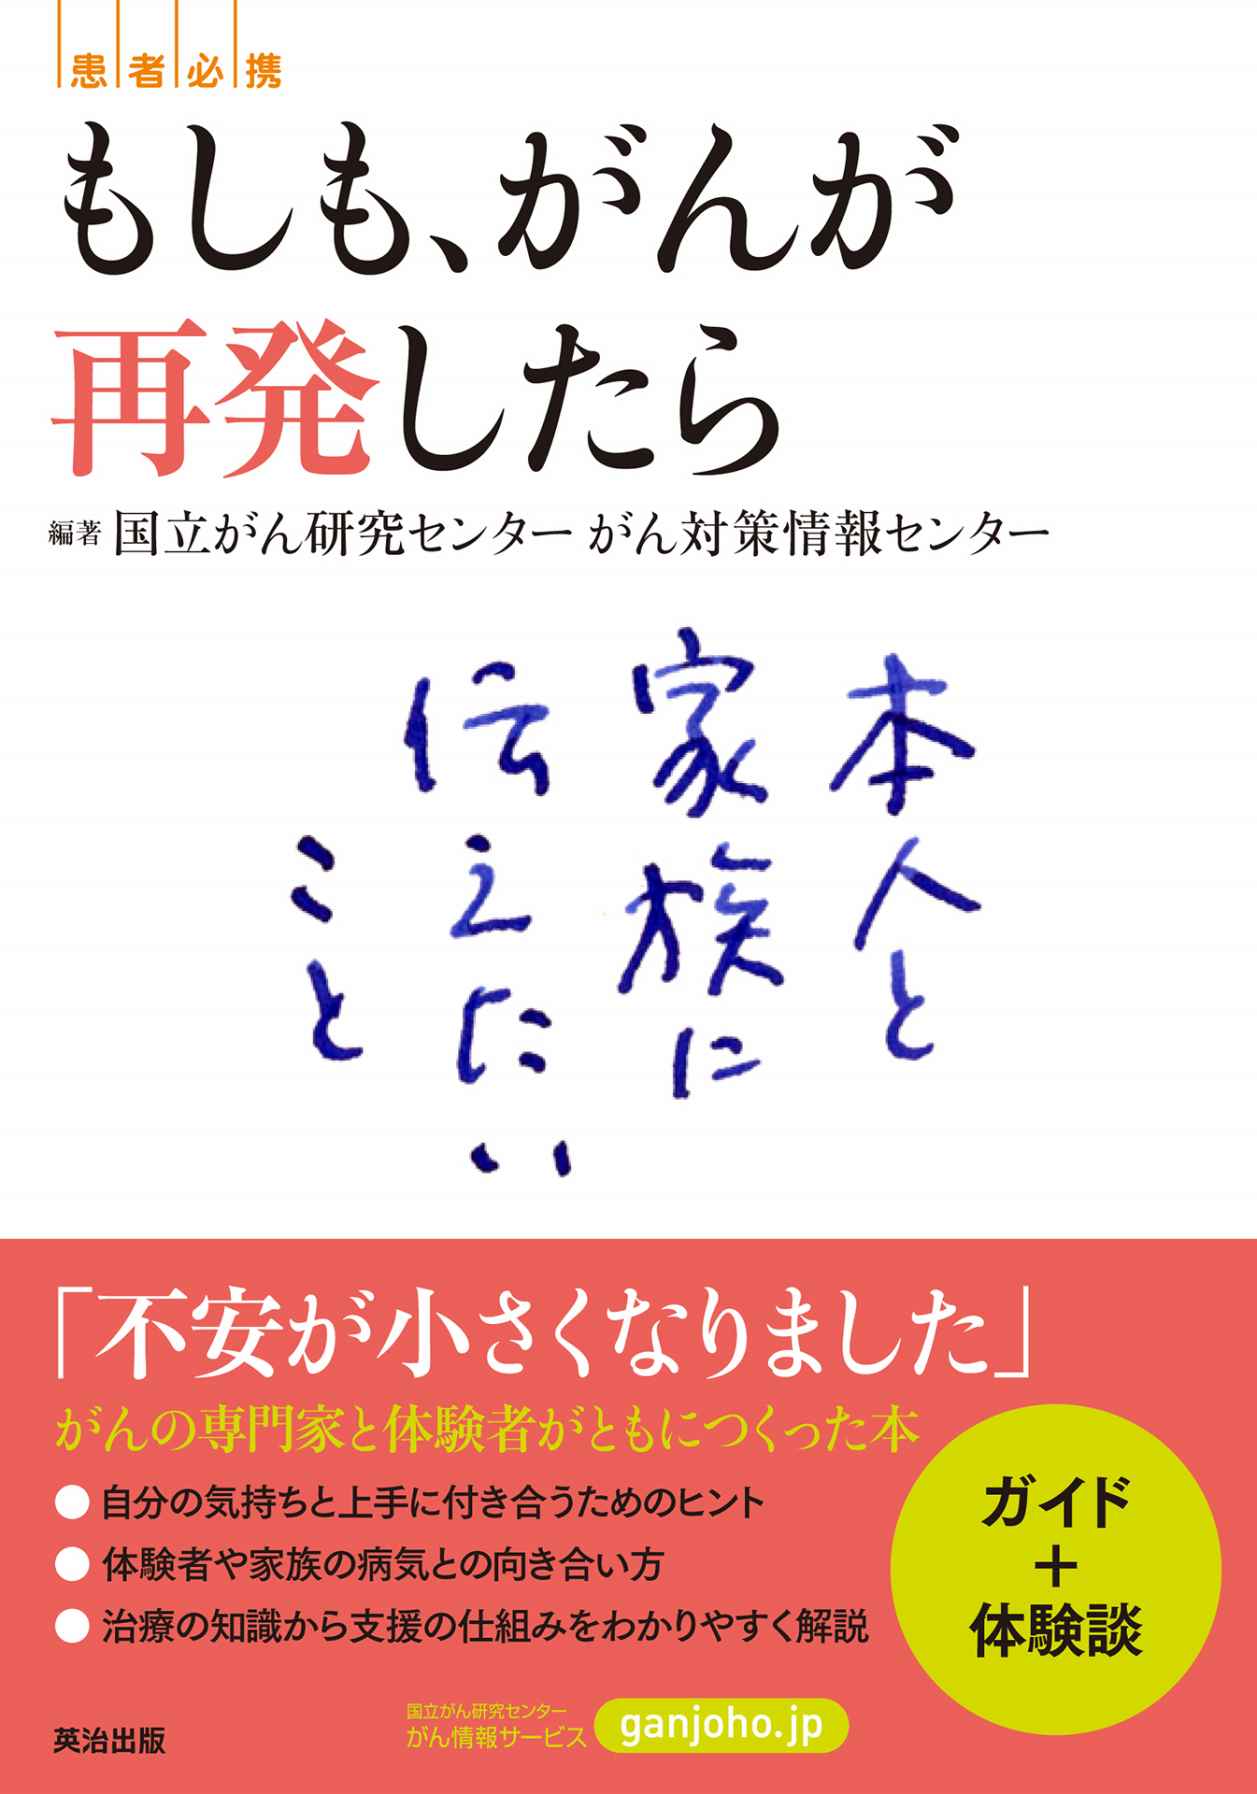 患者必携
もしも、がんが
再発したら
編著 国立がん研究センター がん対策情報センター
本人と
家族に
伝えたい
こと
「不安が小さくなりました」
がんの専門家と体験者がともにつくった本
● 自分の気持ちと上手に付き合うためのヒント
● 体験者や家族の病気との向き合い方
● 治療の知識から支援の仕組みをわかりやすく解説
ガイド
＋
体験談
英治出版
国立がん研究センター
がん情報サービス
ganjoho.jp